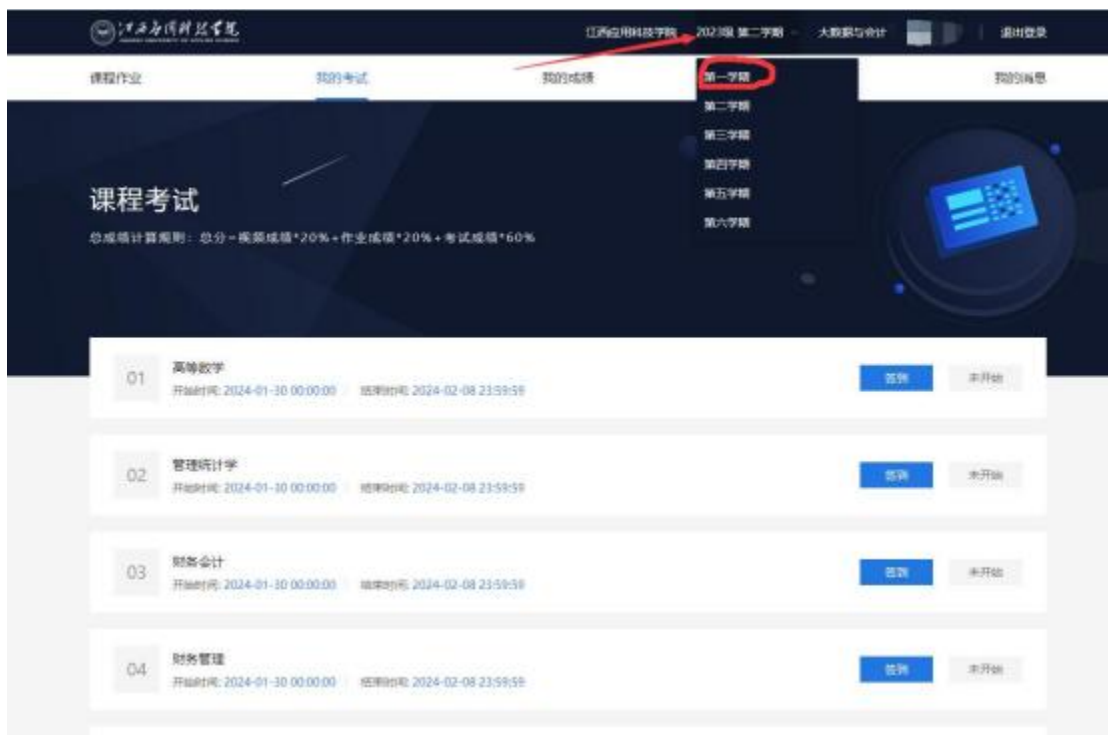 江西应用科技学院
江西应用科技学院 2023级 第二学期 大数据与会计 退出登录
课程作业 我的考试 我的成绩 我的消息
第一学期
第二学期
第三学期
第四学期
第五学期
第六学期
课程考试
总成绩计算规则：总分=视频成绩*20%+作业成绩*20%+考试成绩*60%
01 高等数学 签到 未开始
开始时间: 2024-01-30 00:00:00 结束时间: 2024-02-08 23:59:59
02 管理统计学 签到 未开始
开始时间: 2024-01-30 00:00:00 结束时间: 2024-02-08 23:59:59
03 财务会计 签到 未开始
开始时间: 2024-01-30 00:00:00 结束时间: 2024-02-08 23:59:59
04 财务管理 签到 未开始
开始时间: 2024-01-30 00:00:00 结束时间: 2024-02-08 23:59:59